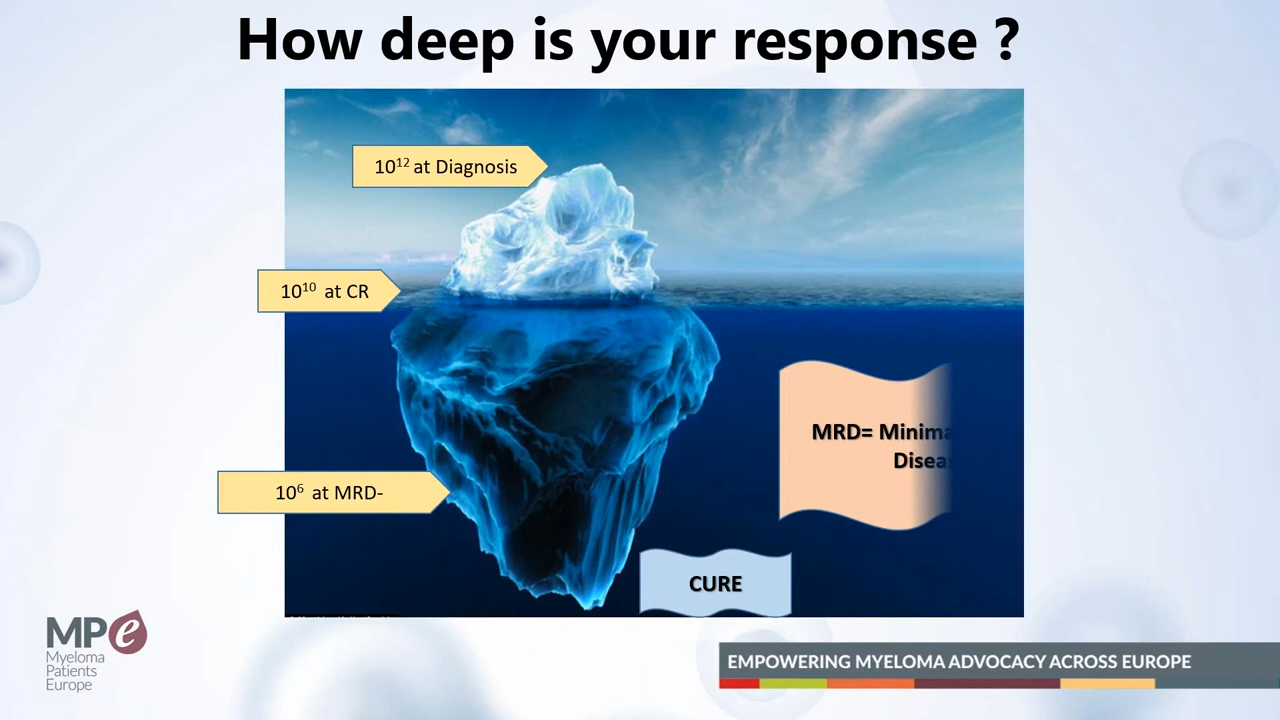 How deep is your response ?
10¹² at Diagnosis
10¹⁰ at CR
MRD= Minima
Disea
10⁶ at MRD-
CURE
MPe
Myeloma
Patients
Europe
EMPOWERING MYELOMA ADVOCACY ACROSS EUROPE